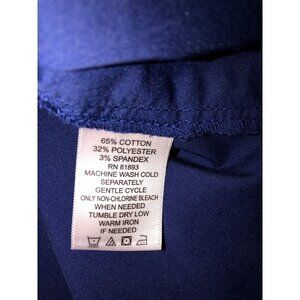 65% COTTON
32% POLYESTER
3% SPANDEX
RN 81893
MACHINE WASH COLD
SEPARATELY
GENTLE CYCLE
ONLY NON-CHLORINE BLEACH
WHEN NEEDED
TUMBLE DRY LOW
WARM IRON
IF NEEDED